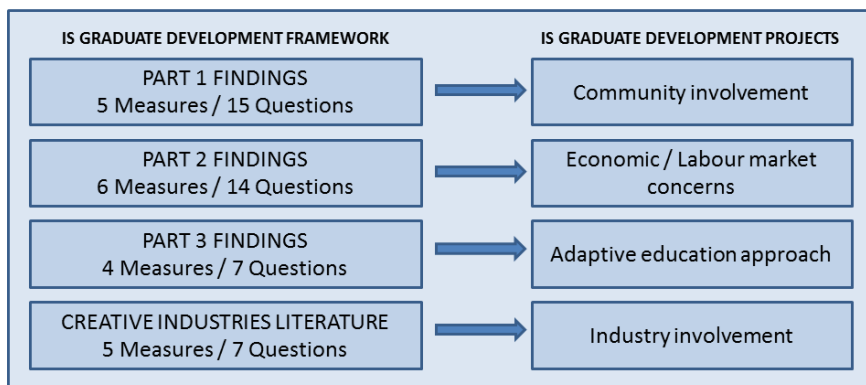 IS GRADUATE DEVELOPMENT FRAMEWORK
IS GRADUATE DEVELOPMENT PROJECTS
PART 1 FINDINGS
5 Measures / 15 Questions
Community involvement
PART 2 FINDINGS
6 Measures / 14 Questions
Economic / Labour market
concerns
PART 3 FINDINGS
4 Measures / 7 Questions
Adaptive education approach
CREATIVE INDUSTRIES LITERATURE
5 Measures / 7 Questions
Industry involvement